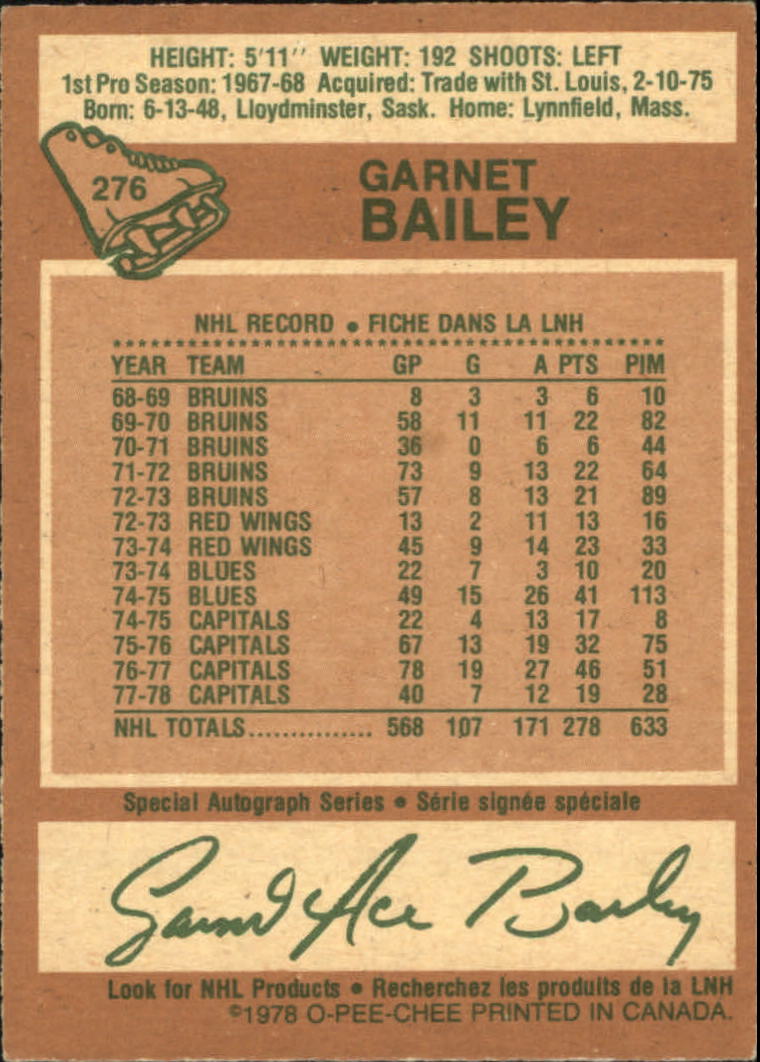 HEIGHT: 5'11'' WEIGHT: 192 SHOOTS: LEFT
1st Pro Season: 1967-68 Acquired: Trade with St. Louis, 2-10-75
Born: 6-13-48, Lloydminster, Sask. Home: Lynnfield, Mass.
276
GARNET
BAILEY
NHL RECORD • FICHE DANS LA LNH
YEAR TEAM GP G A PTS PIM
68-69 BRUINS 8 3 3 6 10
69-70 BRUINS 58 11 11 22 82
70-71 BRUINS 36 0 6 6 44
71-72 BRUINS 73 9 13 22 64
72-73 BRUINS 57 8 13 21 89
72-73 RED WINGS 13 2 11 13 16
73-74 RED WINGS 45 9 14 23 33
73-74 BLUES 22 7 3 10 20
74-75 BLUES 49 15 26 41 113
74-75 CAPITALS 22 4 13 17 8
75-76 CAPITALS 67 13 19 32 75
76-77 CAPITALS 78 19 27 46 51
77-78 CAPITALS 40 7 12 19 28
NHL TOTALS............... 568 107 171 278 633
Special Autograph Series • Série signée spéciale
Garnet Ace Bailey
Look for NHL Products • Recherchez les produits de la LNH
©1978 O-PEE-CHEE PRINTED IN CANADA.